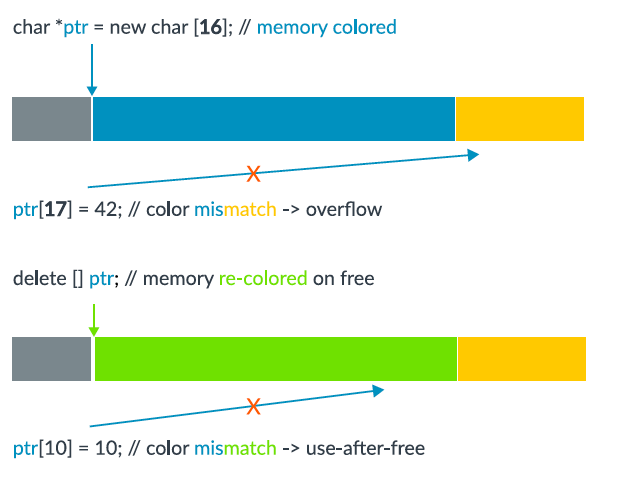 char *ptr = new char [16]; // memory colored
X
ptr[17] = 42; // color mismatch -> overflow
delete [] ptr; // memory re-colored on free
X
ptr[10] = 10; // color mismatch -> use-after-free